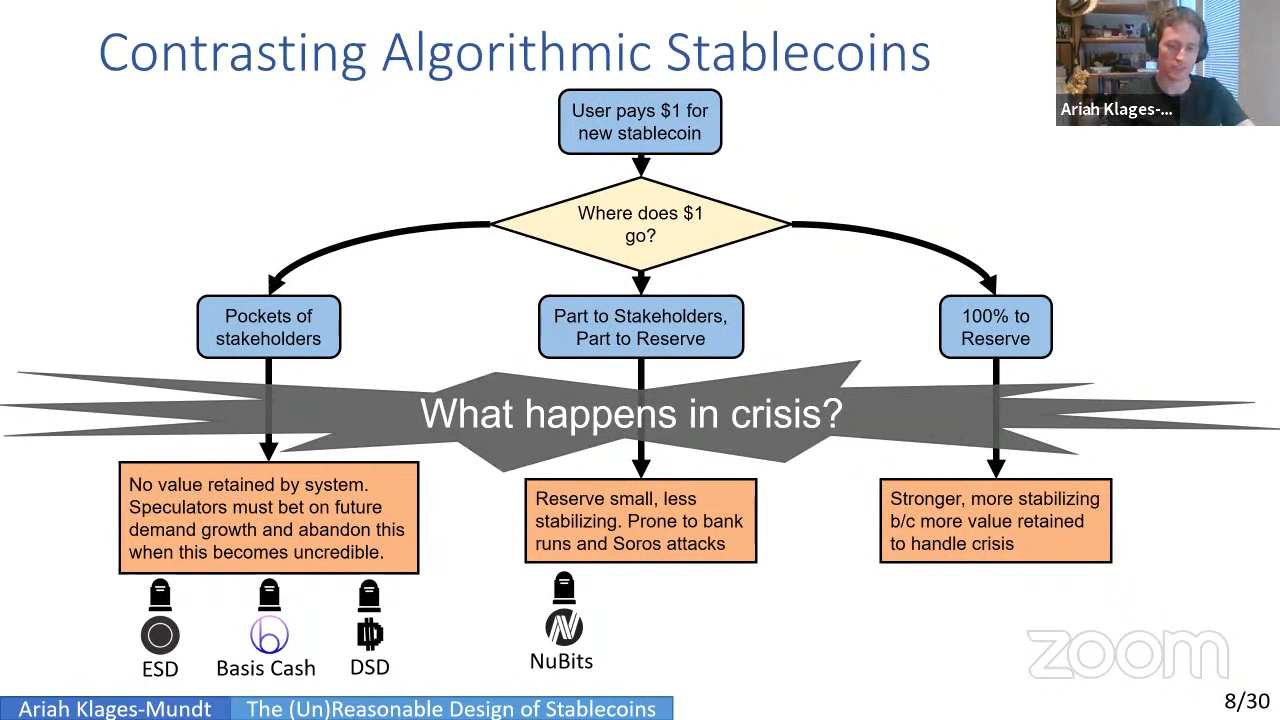 Contrasting Algorithmic Stablecoins
Ariah Klages-...
User pays $1 for
new stablecoin
Where does $1
go?
Pockets of
stakeholders
Part to Stakeholders,
Part to Reserve
100% to
Reserve
What happens in crisis?
No value retained by system.
Speculators must bet on future
demand growth and abandon this
when this becomes uncredible.
Reserve small, less
stabilizing. Prone to bank
runs and Soros attacks
Stronger, more stabilizing
b/c more value retained
to handle crisis
ESD
Basis Cash
DSD
NuBits
zoom
Ariah Klages-Mundt
The (Un)Reasonable Design of Stablecoins
8/30